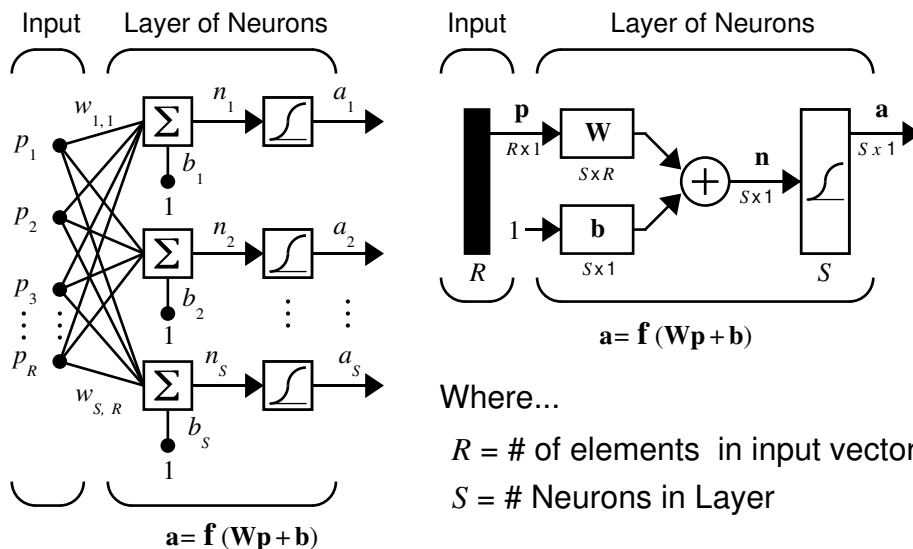 Input Layer of Neurons
w1,1 n1 a1
p1 Σ
b1
1
p2 n2 a2
Σ
p3 b2
1
pR nS aS
wS, R Σ
bS
1
a= f (Wp + b)
Input Layer of Neurons
p W a
R x 1 S x 1
S x R n
+
S x 1
1 b
R S x 1 S
a= f (Wp + b)
Where...
R = # of elements in input vector
S = # Neurons in Layer